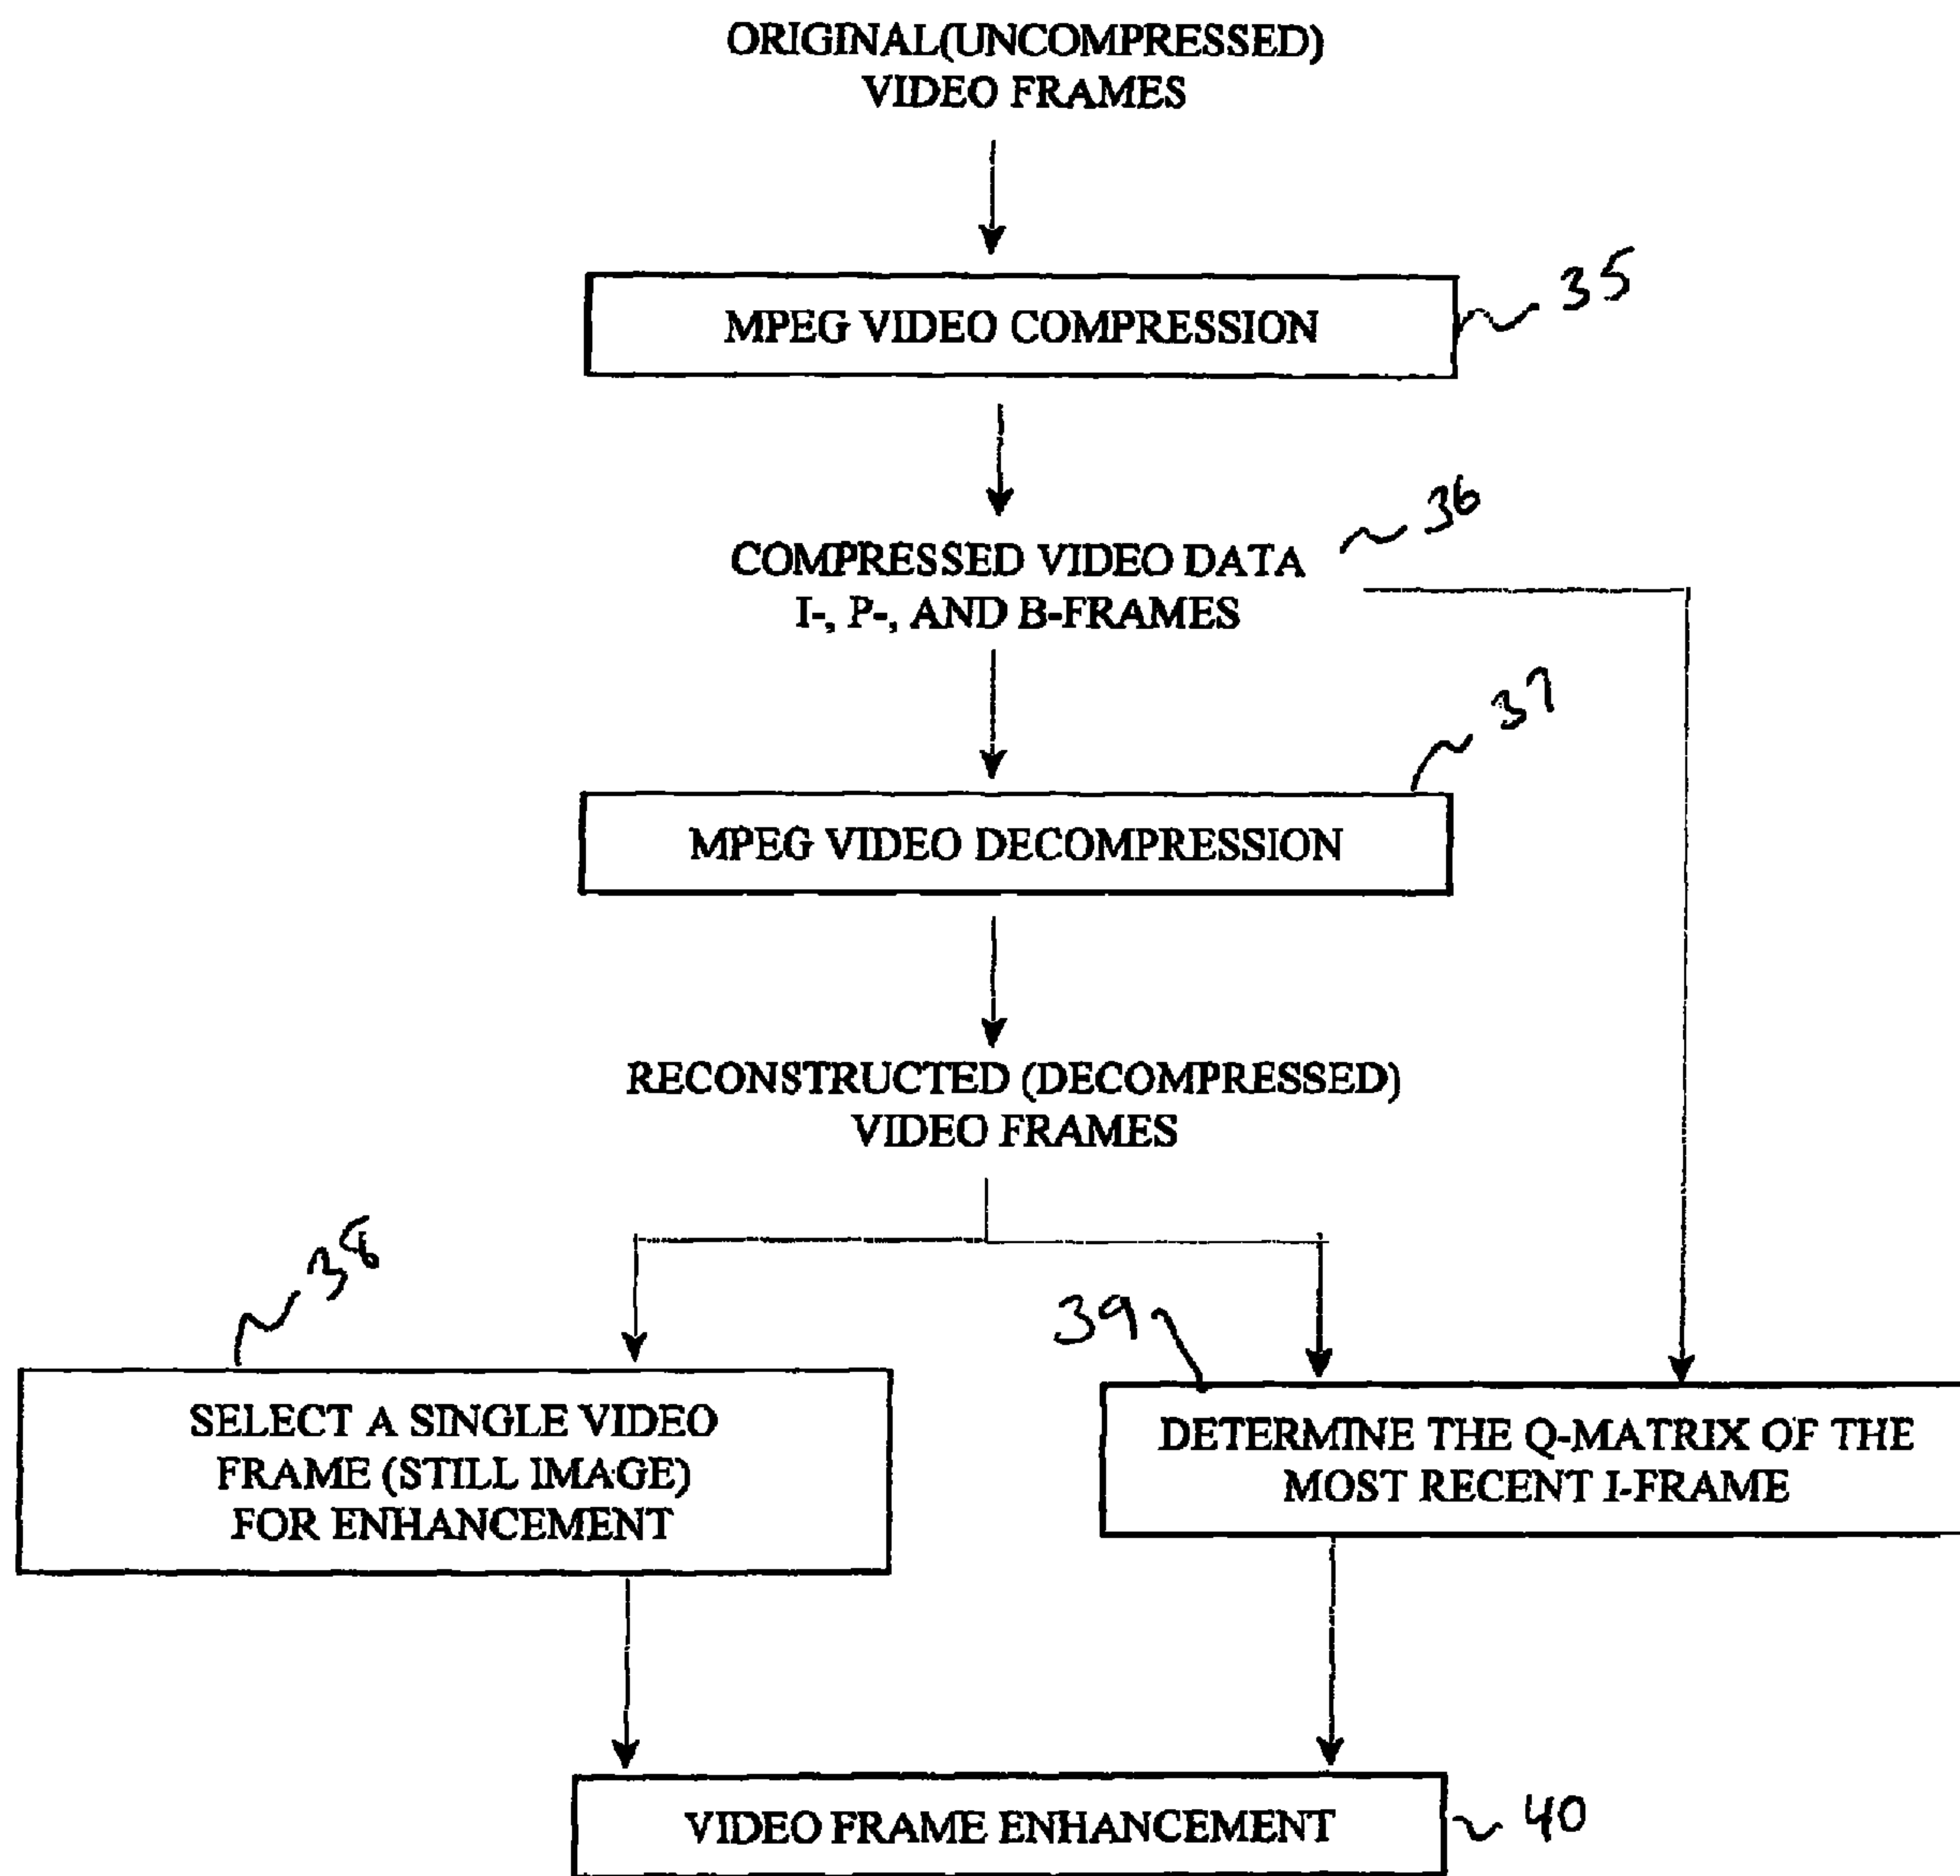 ORIGINAL(UNCOMPRESSED)
VIDEO FRAMES
MPEG VIDEO COMPRESSION
35
COMPRESSED VIDEO DATA
I-, P-, AND B-FRAMES
36
MPEG VIDEO DECOMPRESSION
37
RECONSTRUCTED (DECOMPRESSED)
VIDEO FRAMES
38
SELECT A SINGLE VIDEO
FRAME (STILL IMAGE)
FOR ENHANCEMENT
39
DETERMINE THE Q-MATRIX OF THE
MOST RECENT I-FRAME
VIDEO FRAME ENHANCEMENT
40